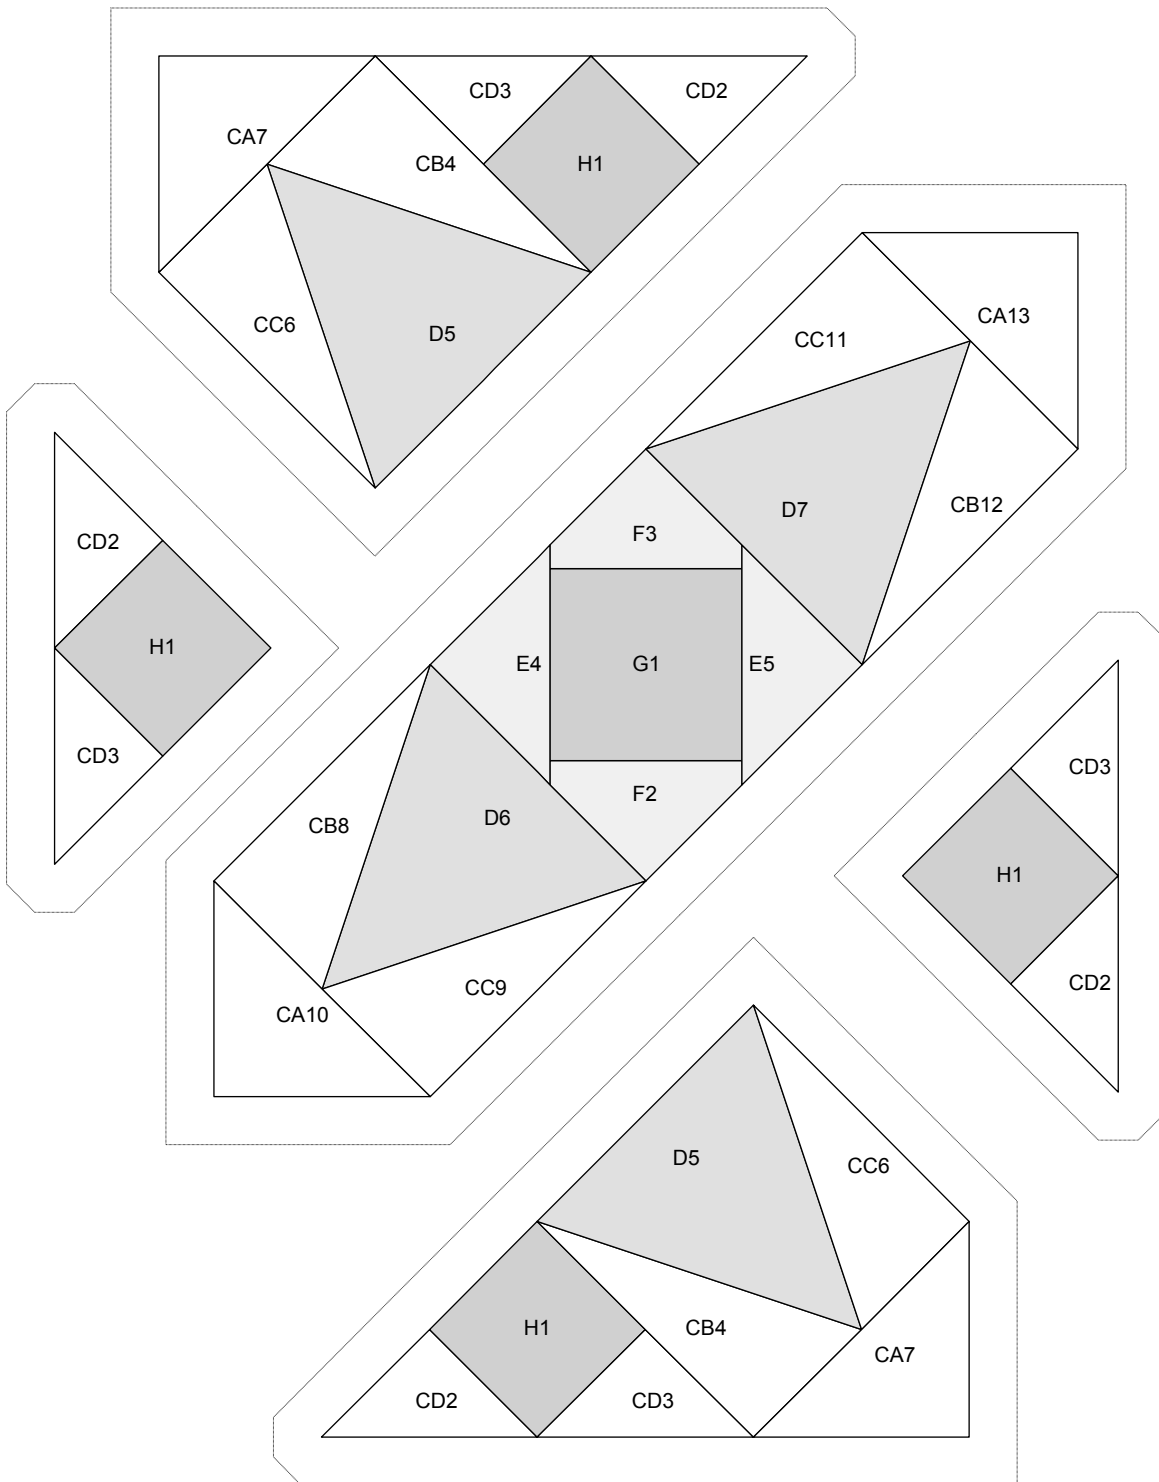 CD3
CD2
CA7
CB4
H1
CC6
D5
CA13
CC11
CB12
D7
F3
CD2
H1
CD3
E4
G1
E5
F2
D6
CB8
CC9
CA10
CD3
H1
CD2
D5
CC6
H1
CB4
CA7
CD2
CD3